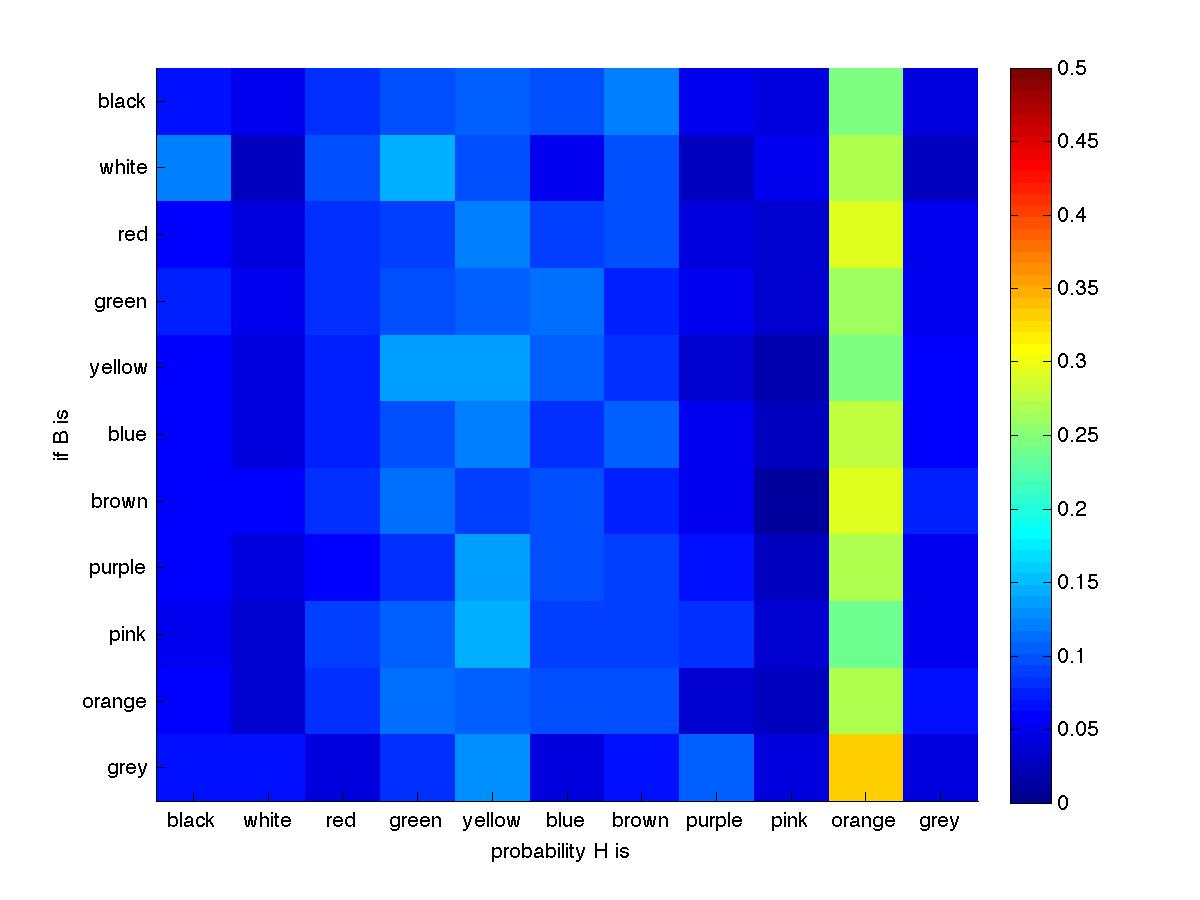 black
white
red
green
yellow
blue
brown
purple
pink
orange
grey
if B is
black white red green yellow blue brown purple pink orange grey
probability H is
0.5
0.45
0.4
0.35
0.3
0.25
0.2
0.15
0.1
0.05
0